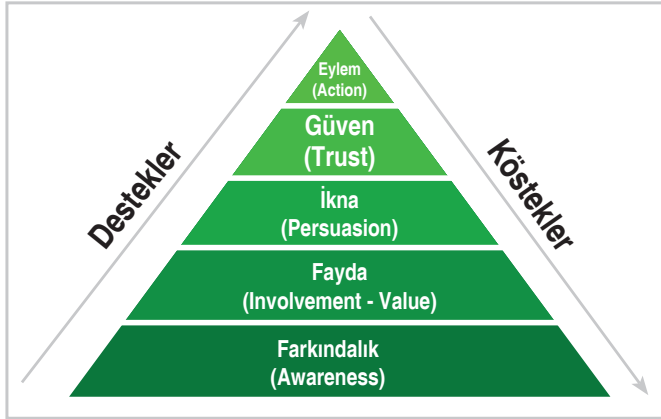 Eylem
(Action)
Güven
(Trust)
İkna
(Persuasion)
Fayda
(Involvement - Value)
Farkındalık
(Awareness)
Destekler
Köstekler